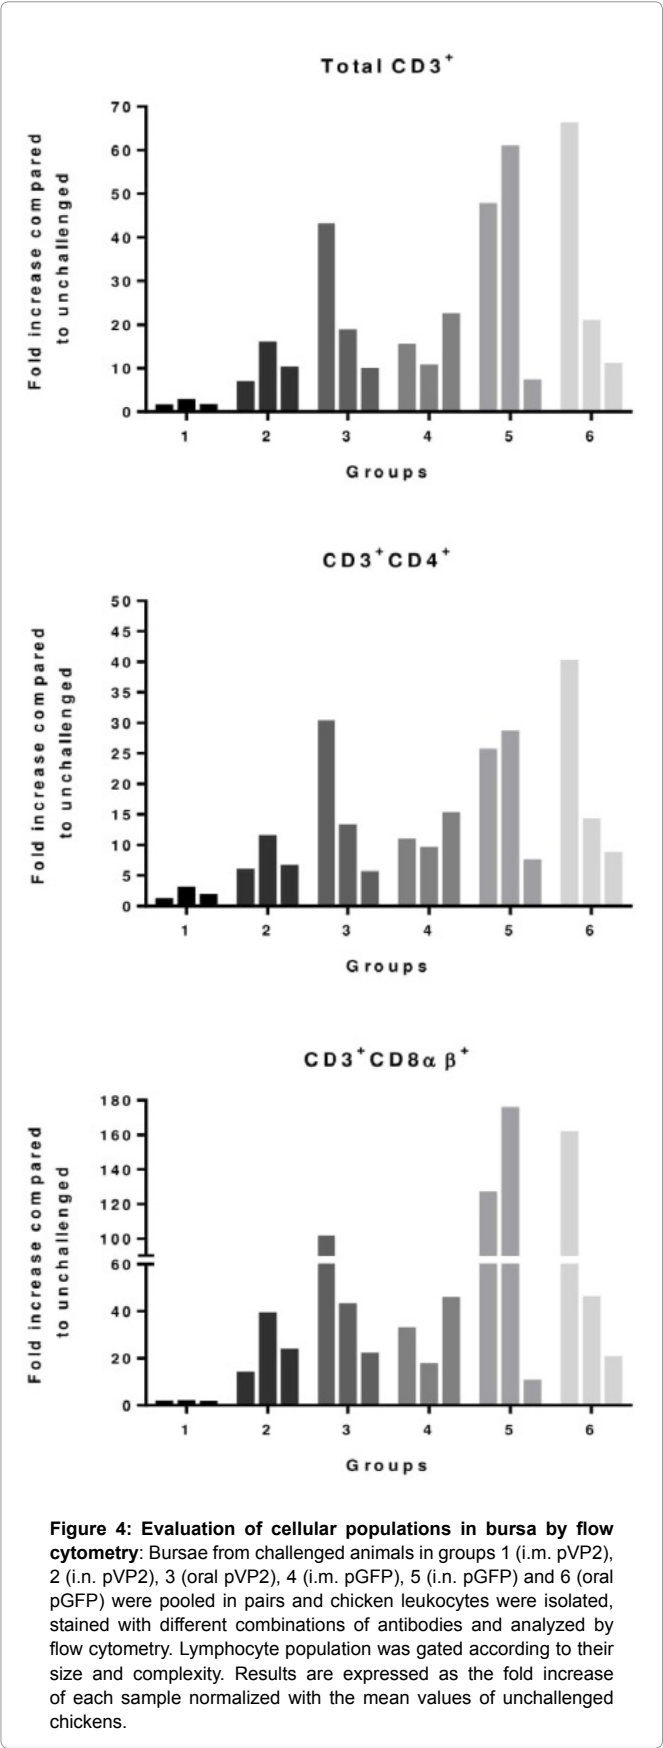 Total CD3+
Fold increase compared
to unchallenged
70
60
50
40
30
20
10
0
1 2 3 4 5 6
Groups
CD3+CD4+
Fold increase compared
to unchallenged
50
45
40
35
30
25
20
15
10
5
0
1 2 3 4 5 6
Groups
CD3+CD8α β+
Fold increase compared
to unchallenged
180
160
140
120
100
60
40
20
0
1 2 3 4 5 6
Groups
Figure 4: Evaluation of cellular populations in bursa by flow
cytometry: Bursae from challenged animals in groups 1 (i.m. pVP2),
2 (i.n. pVP2), 3 (oral pVP2), 4 (i.m. pGFP), 5 (i.n. pGFP) and 6 (oral
pGFP) were pooled in pairs and chicken leukocytes were isolated,
stained with different combinations of antibodies and analyzed by
flow cytometry. Lymphocyte population was gated according to their
size and complexity. Results are expressed as the fold increase
of each sample normalized with the mean values of unchallenged
chickens.